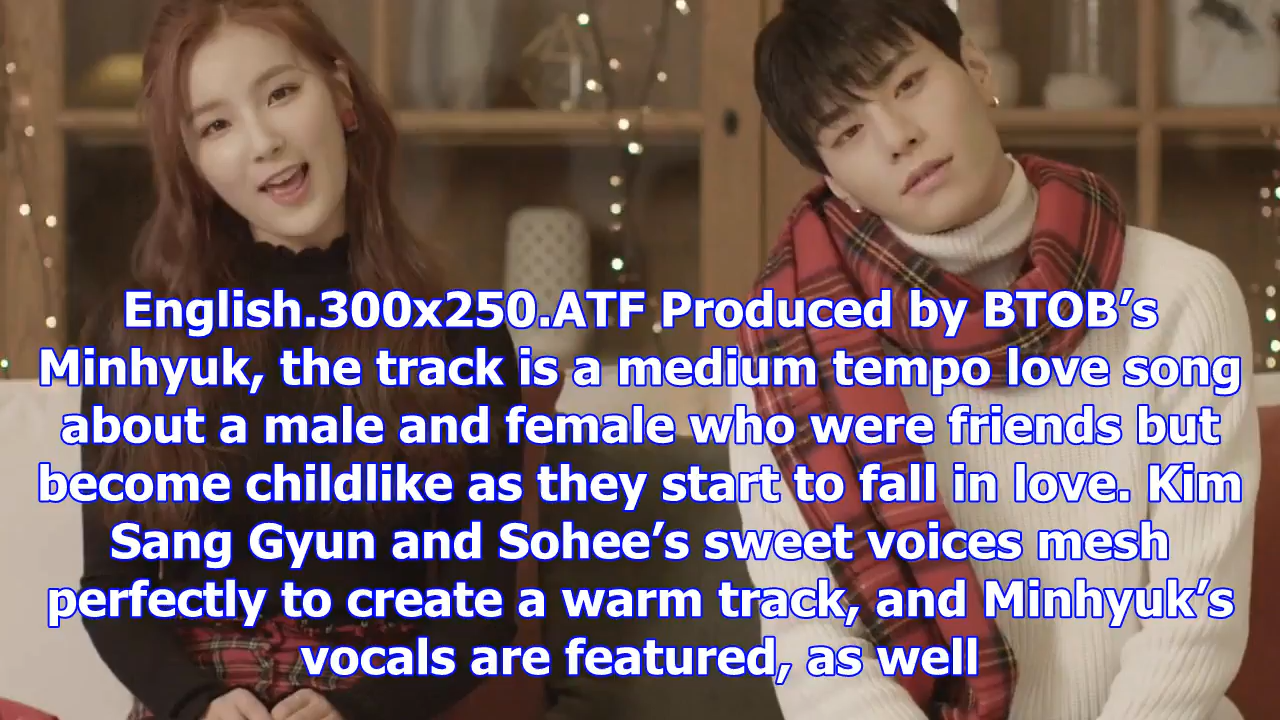 English.300x250.ATF Produced by BTOB’s
Minhyuk, the track is a medium tempo love song
about a male and female who were friends but
become childlike as they start to fall in love. Kim
Sang Gyun and Sohee’s sweet voices mesh
perfectly to create a warm track, and Minhyuk’s
vocals are featured, as well